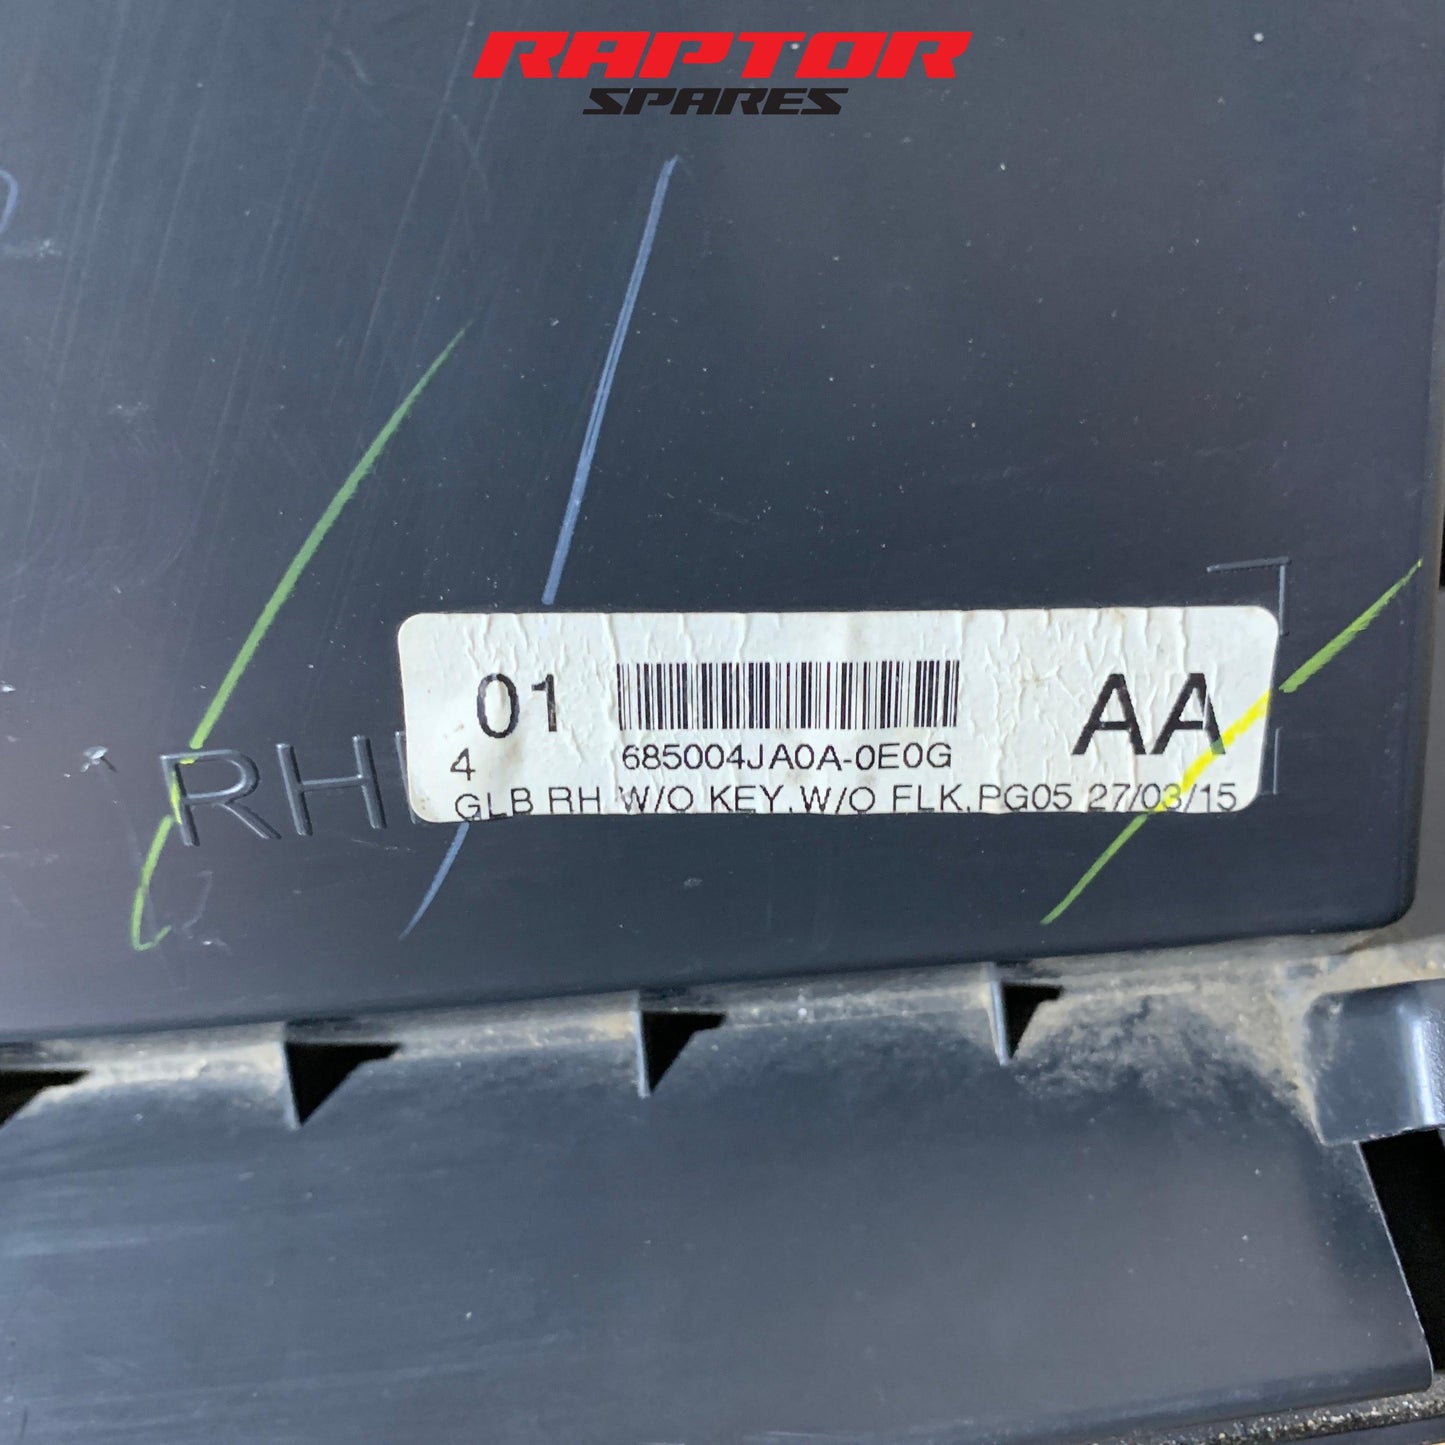 RAPTOR
SPARES
01
AA
685004JA0A-0E0G
4
GLB RH W/O KEY.W/O FLK.PG05 27/03/15
RH